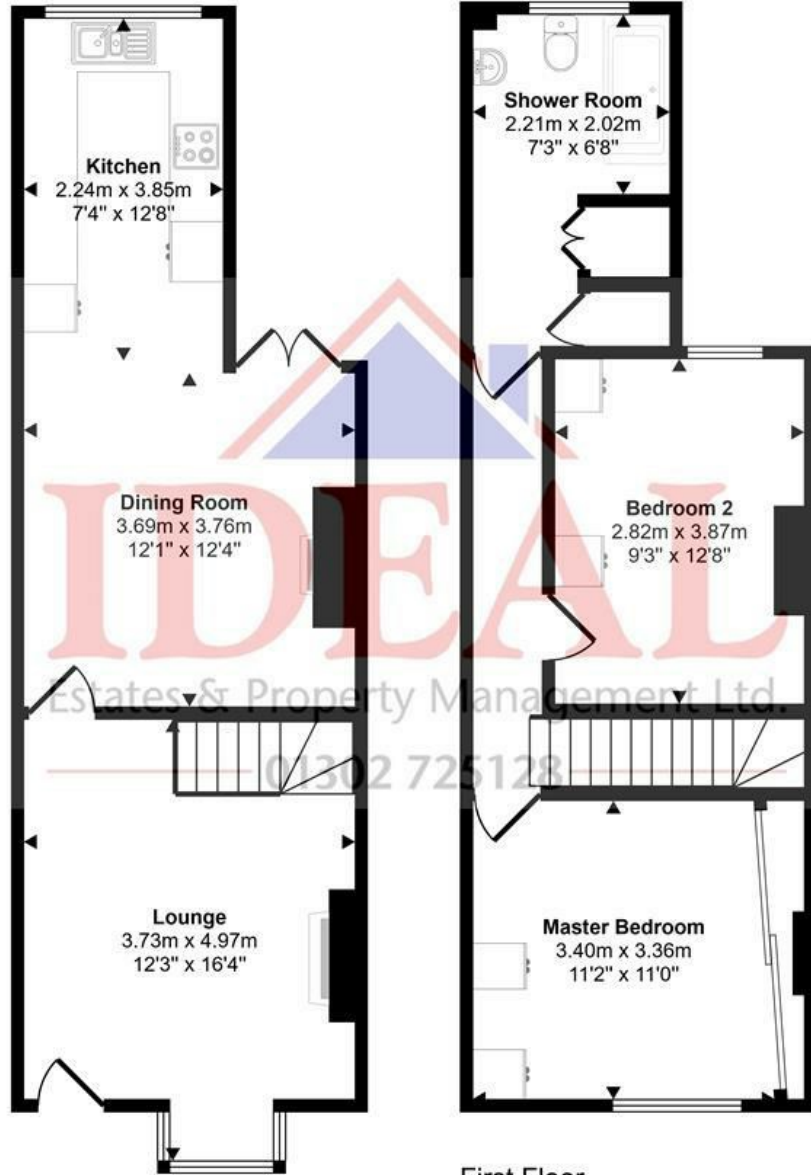 Kitchen
2.24m x 3.85m
7'4" x 12'8"
Dining Room
3.69m x 3.76m
12'1" x 12'4"
Lounge
3.73m x 4.97m
12'3" x 16'4"
Shower Room
2.21m x 2.02m
7'3" x 6'8"
Bedroom 2
2.82m x 3.87m
9'3" x 12'8"
Master Bedroom
3.40m x 3.36m
11'2" x 11'0"
First Floor
IDEAL
Estates & Property Management Ltd.
01302 725128